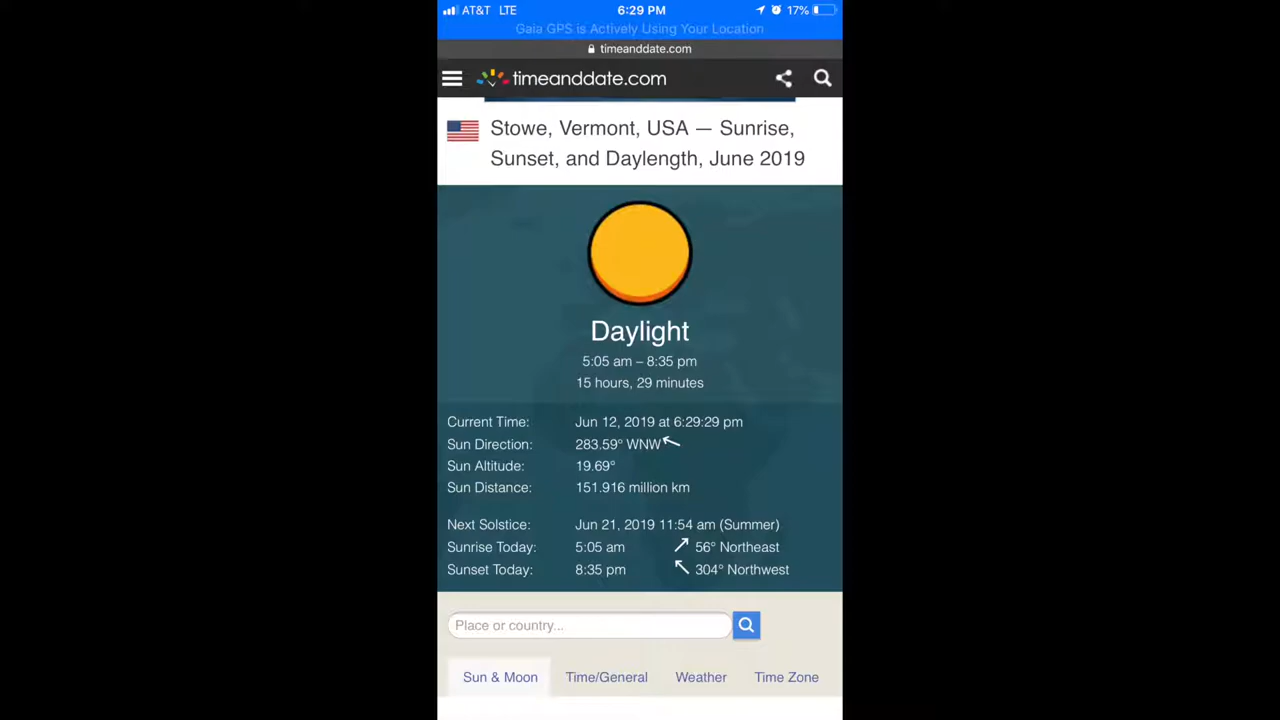 AT&T LTE 6:29 PM 17%
Gaia GPS is Actively Using Your Location
timeanddate.com
timeanddate.com
Stowe, Vermont, USA — Sunrise,
Sunset, and Daylength, June 2019
Daylight
5:05 am – 8:35 pm
15 hours, 29 minutes
Current Time: Jun 12, 2019 at 6:29:29 pm
Sun Direction: 283.59° WNW
Sun Altitude: 19.69°
Sun Distance: 151.916 million km
Next Solstice: Jun 21, 2019 11:54 am (Summer)
Sunrise Today: 5:05 am 56° Northeast
Sunset Today: 8:35 pm 304° Northwest
Place or country...
Sun & Moon Time/General Weather Time Zone